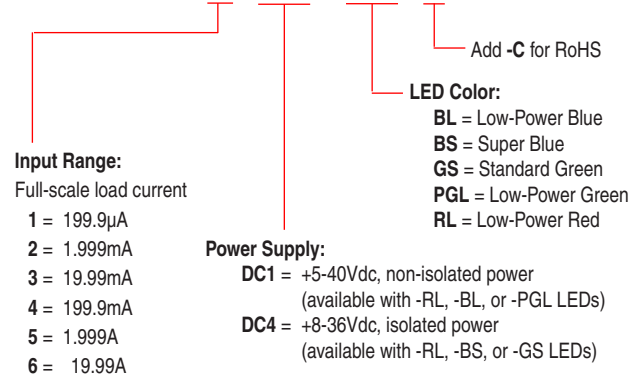 Add -C for RoHS
LED Color:
BL = Low-Power Blue
BS = Super Blue
GS = Standard Green
PGL = Low-Power Green
RL = Low-Power Red
Input Range:
Full-scale load current
1 = 199.9µA
2 = 1.999mA
3 = 19.99mA
4 = 199.9mA
5 = 1.999A
6 = 19.99A
Power Supply:
DC1 = +5-40Vdc, non-isolated power
(available with -RL, -BL, or -PGL LEDs)
DC4 = +8-36Vdc, isolated power
(available with -RL, -BS, or -GS LEDs)